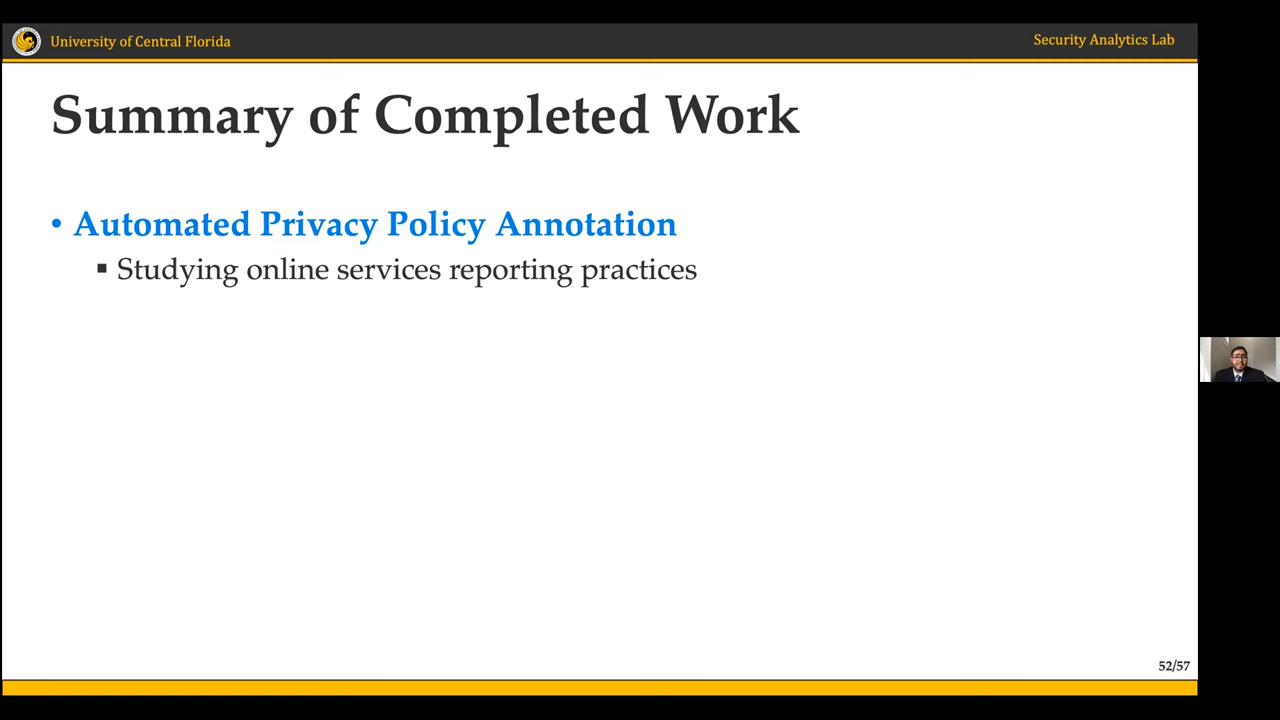 University of Central Florida
Security Analytics Lab
Summary of Completed Work
• Automated Privacy Policy Annotation
▪ Studying online services reporting practices
52/57